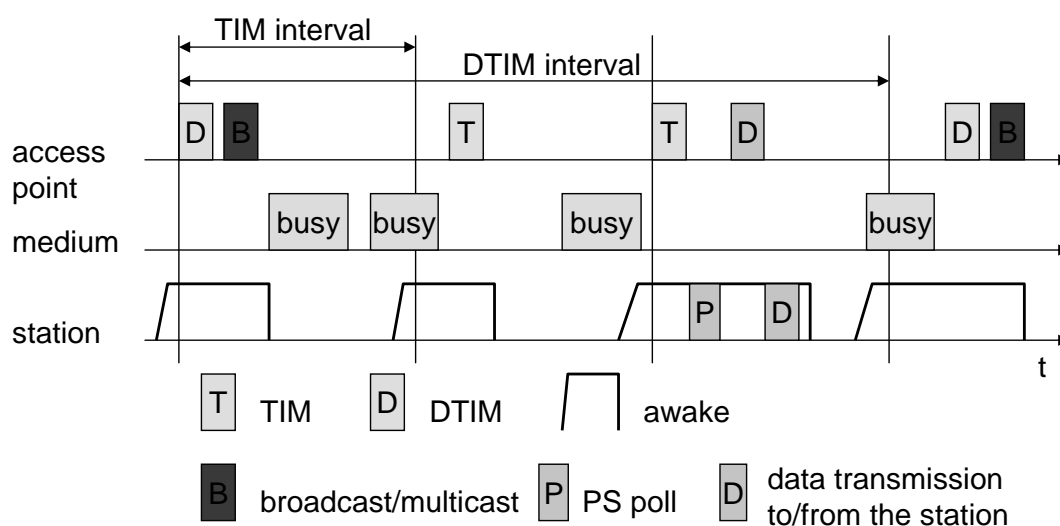 TIM interval
DTIM interval
D B T T D D B
access
point
busy busy busy busy
medium
P D
station
t
T TIM D DTIM awake
B broadcast/multicast P PS poll D data transmission
to/from the station